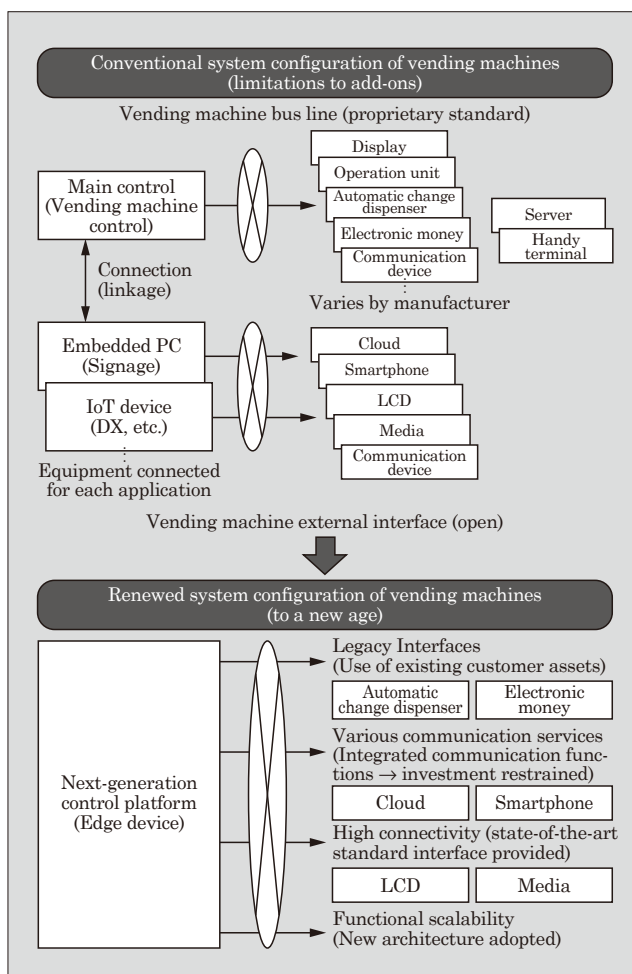 Conventional system configuration of vending machines
(limitations to add-ons)
Vending machine bus line (proprietary standard)
Main control
(Vending machine
control)
Display
Operation unit
Automatic change
dispenser
Electronic money
Communication
device
Server
Handy
terminal
Varies by manufacturer
Connection
(linkage)
Embedded PC
(Signage)
IoT device
(DX, etc.)
Equipment connected
for each application
Cloud
Smartphone
LCD
Media
Communication
device
Vending machine external interface (open)
Renewed system configuration of vending machines
(to a new age)
Next-generation
control platform
(Edge device)
Legacy Interfaces
(Use of existing customer assets)
Automatic
change dispenser
Electronic
money
Various communication services
(Integrated communication func-
tions → investment restrained)
Cloud
Smartphone
High connectivity (state-of-the-art
standard interface provided)
LCD
Media
Functional scalability
(New architecture adopted)